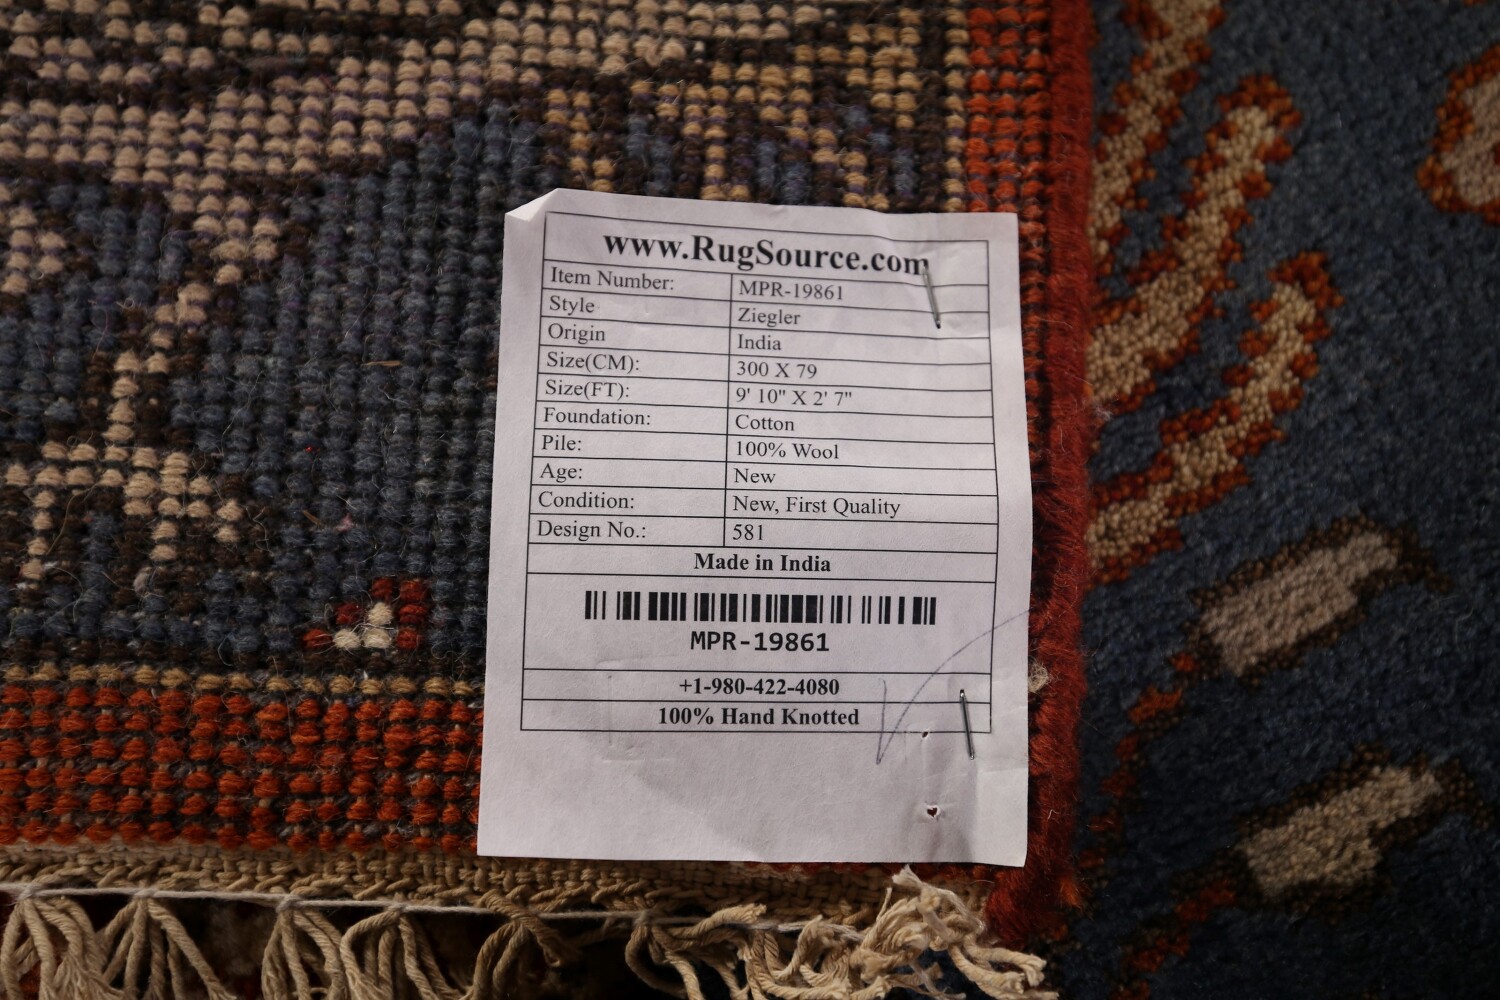 www.RugSource.com
Item Number: MPR-19861
Style Ziegler
Origin India
Size(CM): 300 X 79
Size(FT): 9' 10" X 2' 7"
Foundation: Cotton
Pile: 100% Wool
Age: New
Condition: New, First Quality
Design No.: 581
Made in India
MPR-19861
+1-980-422-4080
100% Hand Knotted